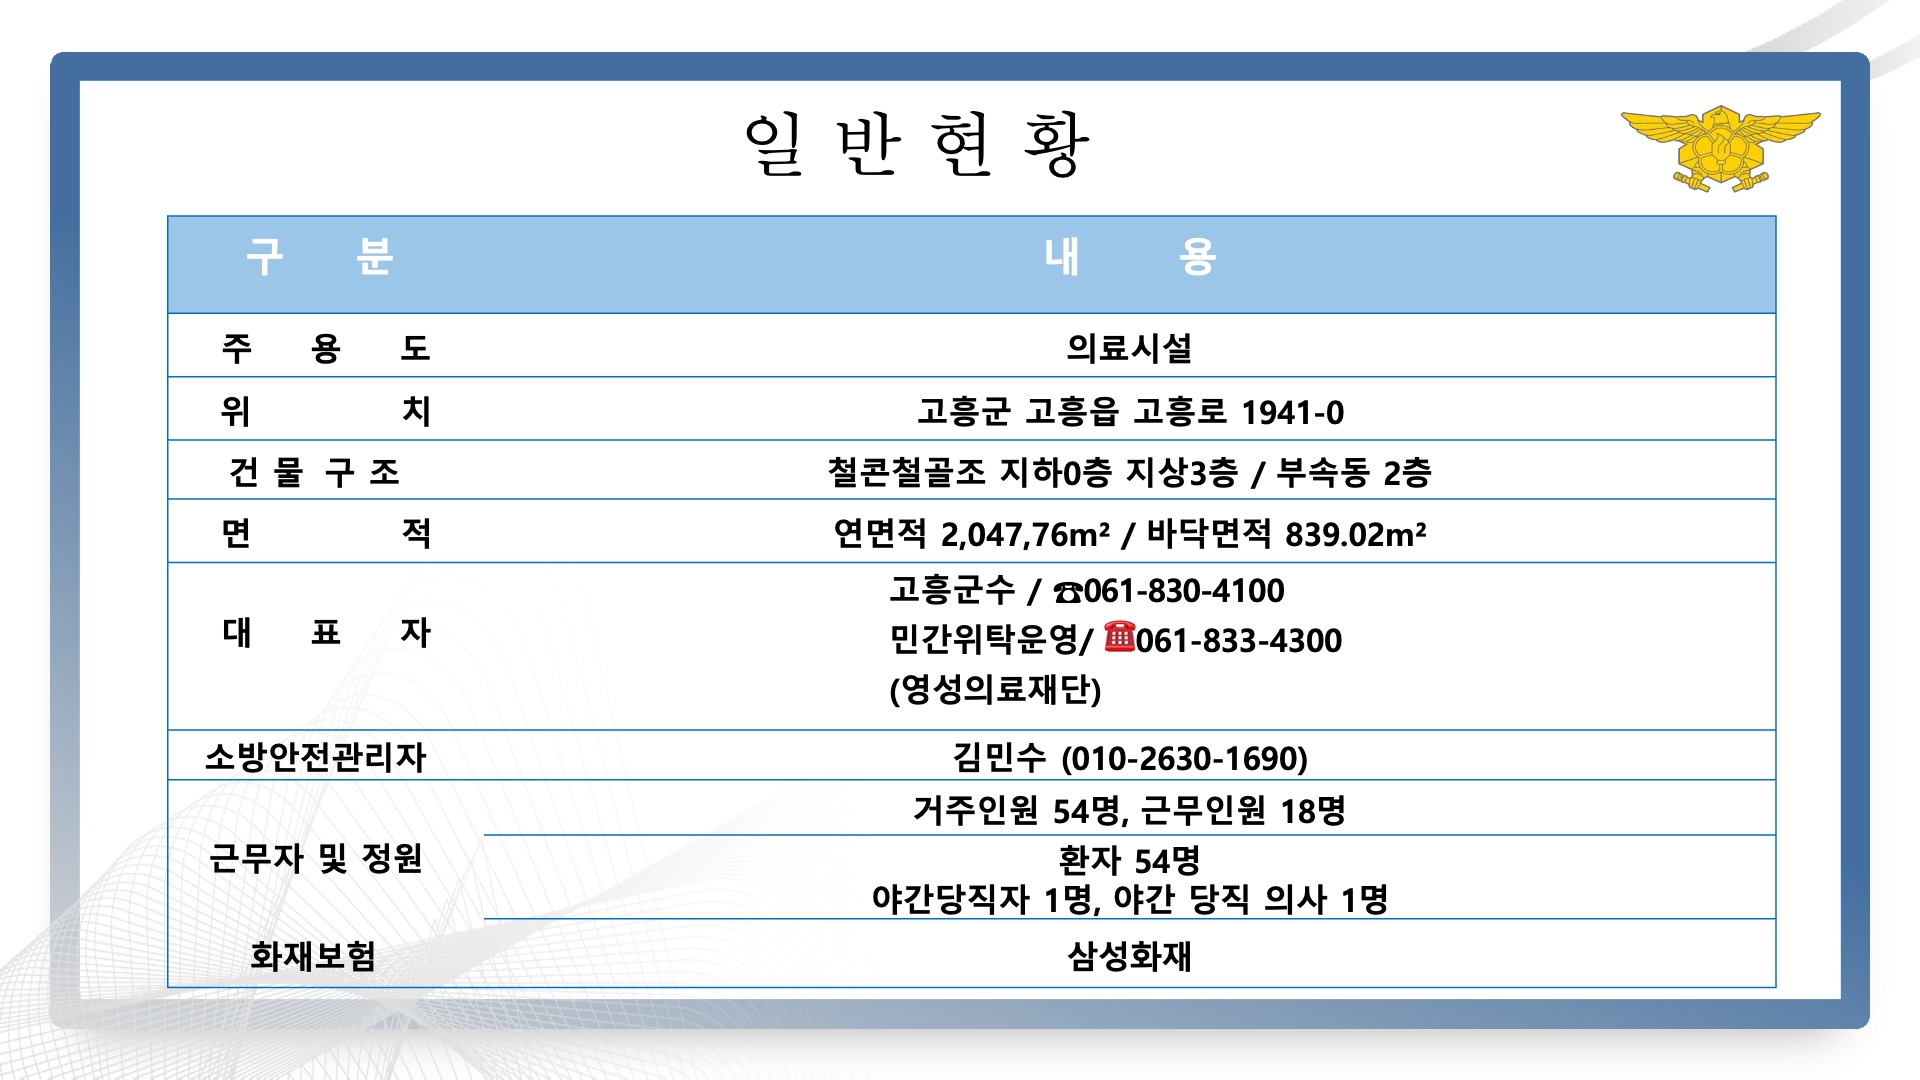 일 반 현 황
구 분 내 용
주 용 도 의료시설
위 치 고흥군 고흥읍 고흥로 1941-0
건 물 구 조 철콘철골조 지하0층 지상3층 / 부속동 2층
면 적 연면적 2,047,76m² / 바닥면적 839.02m²
고흥군수 / ☎061-830-4100
대 표 자 민간위탁운영/ ☎061-833-4300
(영성의료재단)
소방안전관리자 김민수 (010-2630-1690)
거주인원 54명, 근무인원 18명
근무자 및 정원 환자 54명
야간당직자 1명, 야간 당직 의사 1명
화재보험 삼성화재